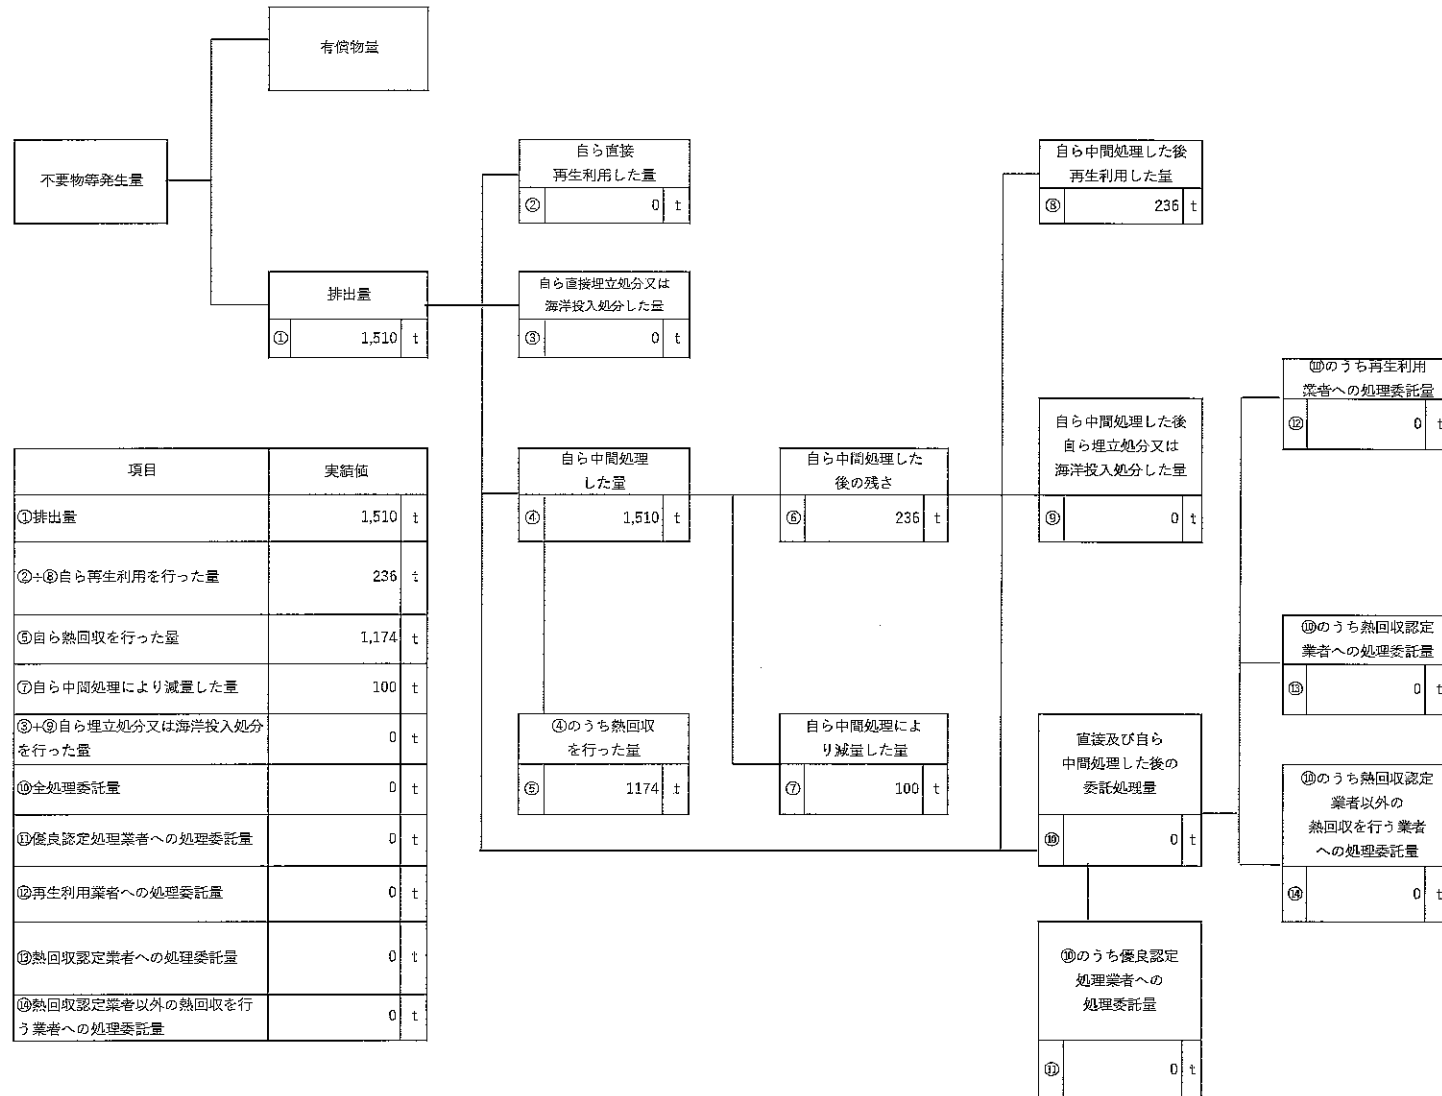 有償物量
不要物等発生量
排出量
① 1,510 t
自ら直接
再生利用した量
② 0 t
自ら直接埋立処分又は
海洋投入処分した量
③ 0 t
自ら中間処理
した量
④ 1,510 t
④のうち熱回収
を行った量
⑤ 1174 t
自ら中間処理した
後の残さ
⑥ 236 t
自ら中間処理によ
り減量した量
⑦ 100 t
自ら中間処理した後
再生利用した量
⑧ 236 t
自ら中間処理した後
自ら埋立処分又は
海洋投入処分した量
⑨ 0 t
直接及び自ら
中間処理した後の
委託処理量
⑩ 0 t
⑩のうち優良認定
処理業者への
処理委託量
⑪ 0 t
⑩のうち再生利用
業者への処理委託量
⑫ 0 t
⑩のうち熱回収認定
業者への処理委託量
⑬ 0 t
⑩のうち熱回収認定
業者以外の
熱回収を行う業者
への処理委託量
⑭ 0 t
項目 実績値
①排出量 1,510 t
②+⑧自ら再生利用を行った量 236 t
⑤自ら熱回収を行った量 1,174 t
⑦自ら中間処理により減量した量 100 t
③+⑨自ら埋立処分又は海洋投入処分
を行った量 0 t
⑩全処理委託量 0 t
⑪優良認定処理業者への処理委託量 0 t
⑫再生利用業者への処理委託量 0 t
⑬熱回収認定業者への処理委託量 0 t
⑭熱回収認定業者以外の熱回収を行
う業者への処理委託量 0 t